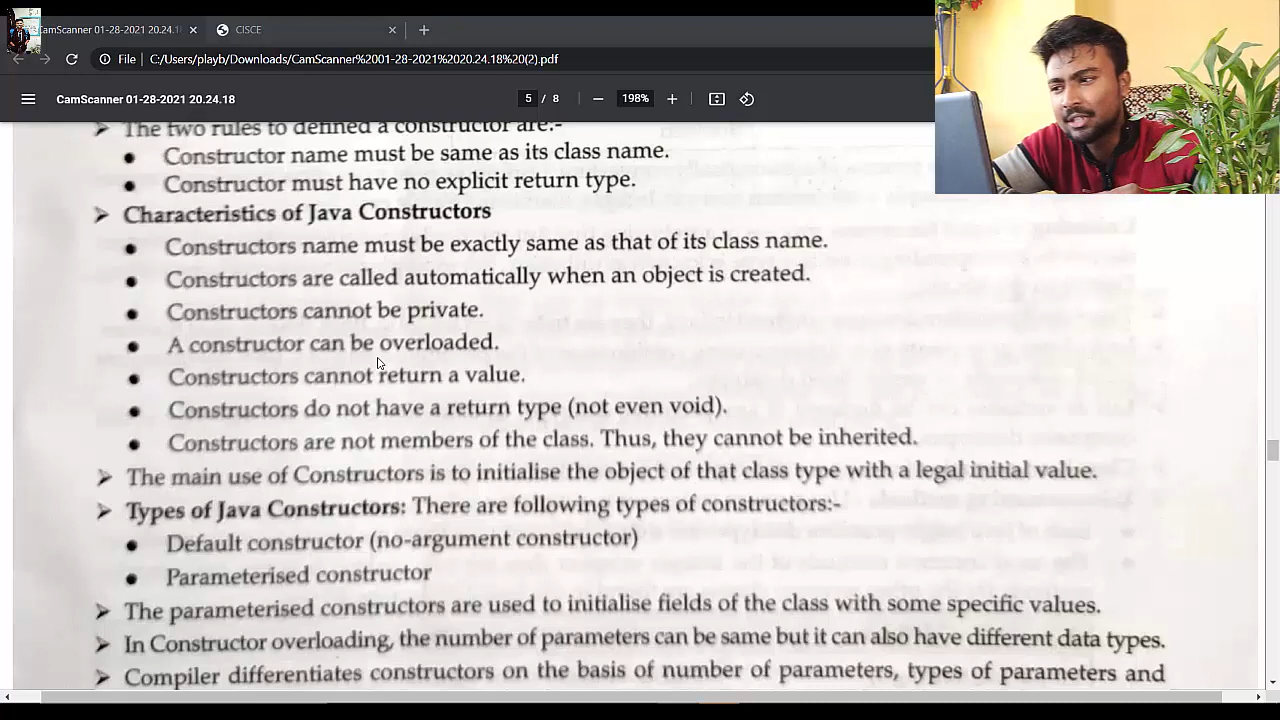 CamScanner 01-28-2021 20.24.1
CISCE
File C:/Users/playb/Downloads/CamScanner%2001-28-2021%2020.24.18%20(2).pdf
CamScanner 01-28-2021 20.24.18
5 / 8
198%
➤ The two rules to defined a constructor are:-
● Constructor name must be same as its class name.
● Constructor must have no explicit return type.
➤ Characteristics of Java Constructors
● Constructors name must be exactly same as that of its class name.
● Constructors are called automatically when an object is created.
● Constructors cannot be private.
● A constructor can be overloaded.
● Constructors cannot return a value.
● Constructors do not have a return type (not even void).
● Constructors are not members of the class. Thus, they cannot be inherited.
➤ The main use of Constructors is to initialise the object of that class type with a legal initial value.
➤ Types of Java Constructors: There are following types of constructors:-
● Default constructor (no-argument constructor)
● Parameterised constructor
➤ The parameterised constructors are used to initialise fields of the class with some specific values.
➤ In Constructor overloading, the number of parameters can be same but it can also have different data types.
➤ Compiler differentiates constructors on the basis of number of parameters, types of parameters and